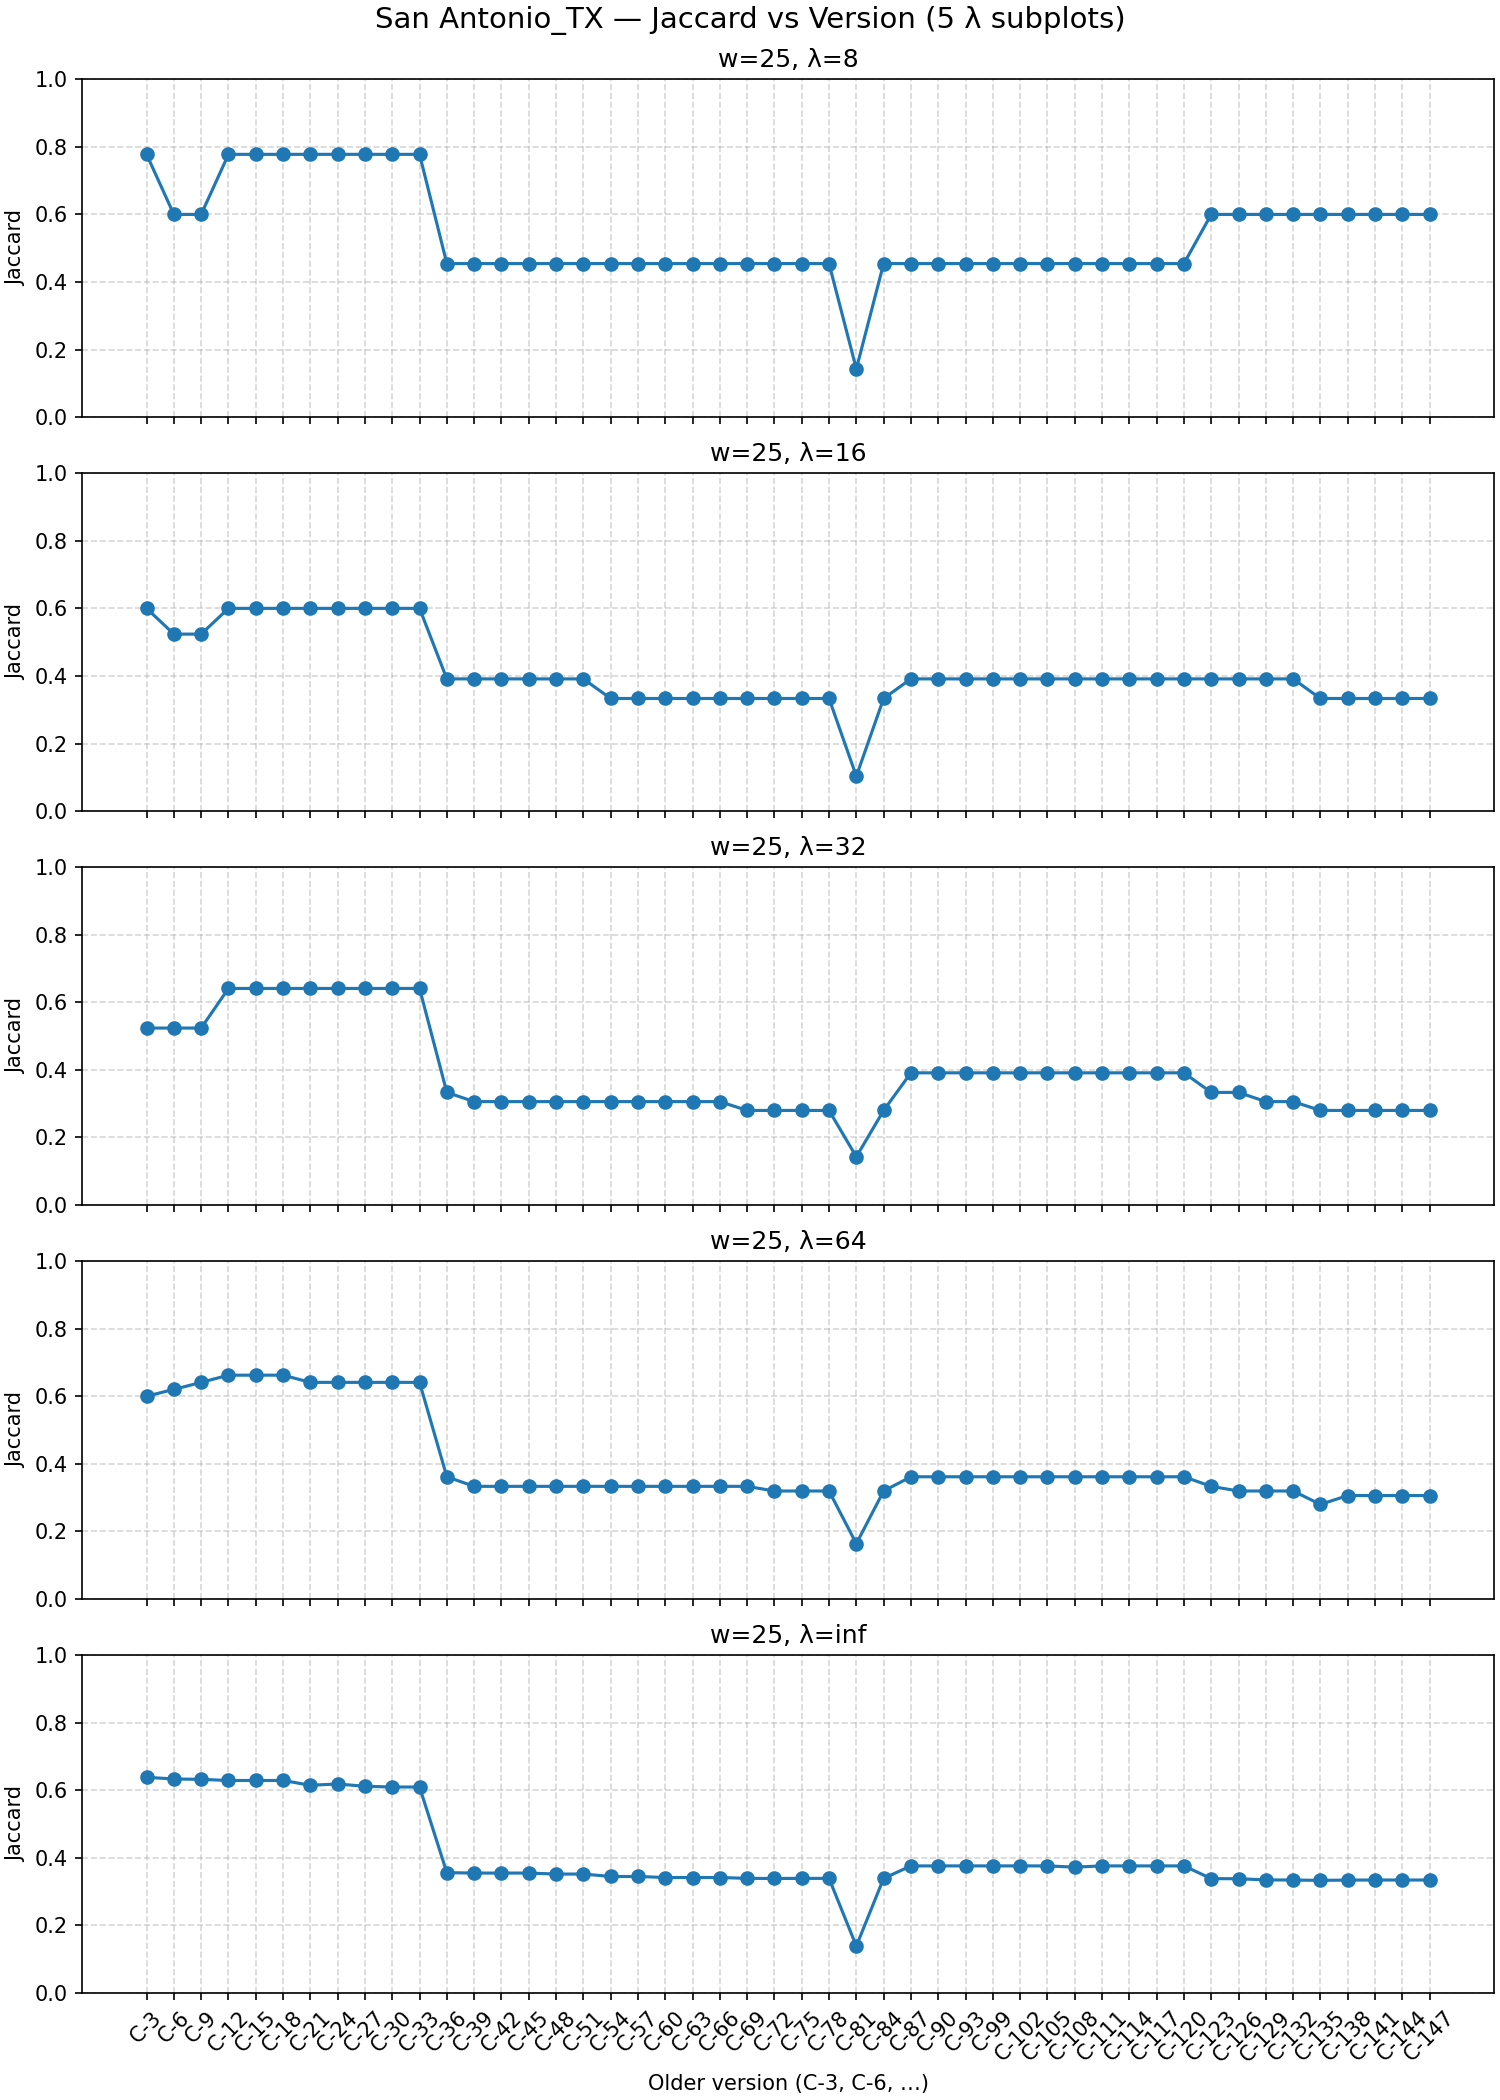 San Antonio_TX — Jaccard vs Version (5 λ subplots)
w=25, λ=8
1.0
0.8
0.6
0.4
0.2
0.0
Jaccard
w=25, λ=16
1.0
0.8
0.6
0.4
0.2
0.0
Jaccard
w=25, λ=32
1.0
0.8
0.6
0.4
0.2
0.0
Jaccard
w=25, λ=64
1.0
0.8
0.6
0.4
0.2
0.0
Jaccard
w=25, λ=inf
1.0
0.8
0.6
0.4
0.2
0.0
Jaccard
C-3
C-6
C-9
C-12
C-15
C-18
C-21
C-24
C-27
C-30
C-33
C-36
C-39
C-42
C-45
C-48
C-51
C-54
C-57
C-60
C-63
C-66
C-69
C-72
C-75
C-78
C-81
C-84
C-87
C-90
C-93
C-99
C-102
C-105
C-108
C-111
C-114
C-117
C-120
C-123
C-126
C-129
C-132
C-135
C-138
C-141
C-144
C-147
Older version (C-3, C-6, ...)